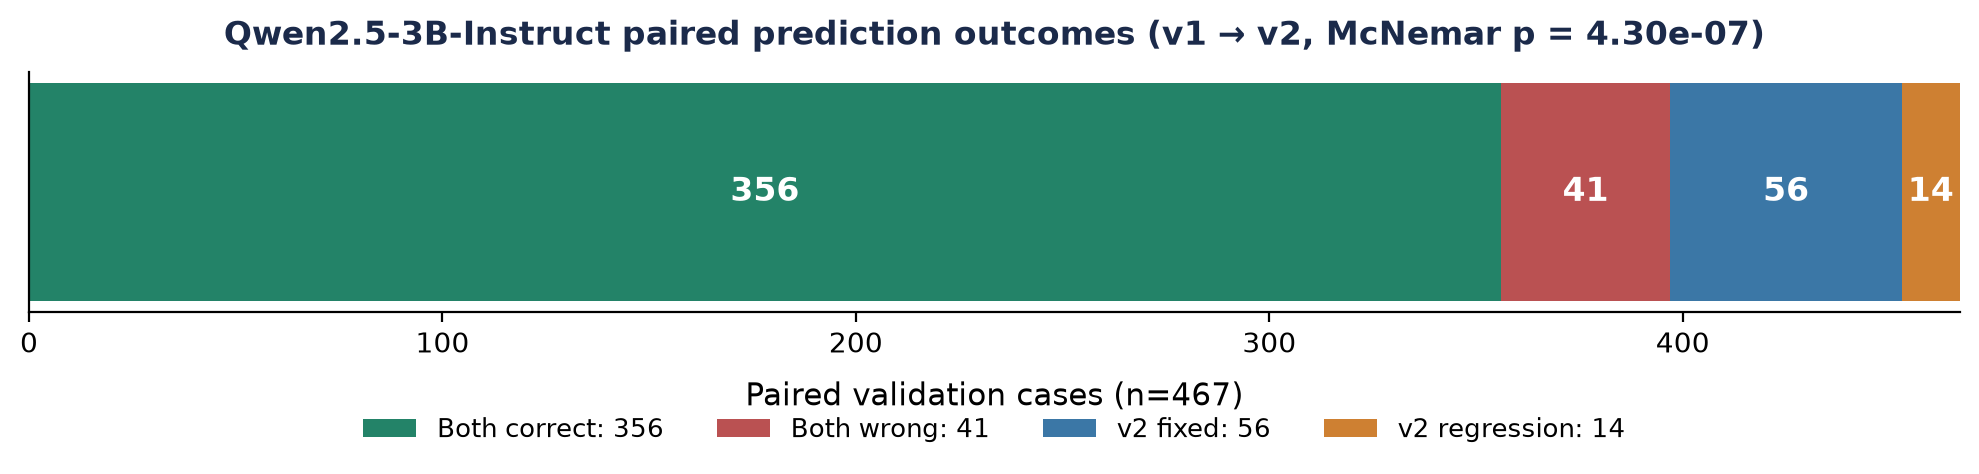 Qwen2.5-3B-Instruct paired prediction outcomes (v1 → v2, McNemar p = 4.30e-07)
356 41 56 14
0 100 200 300 400
Paired validation cases (n=467)
Both correct: 356 Both wrong: 41 v2 fixed: 56 v2 regression: 14